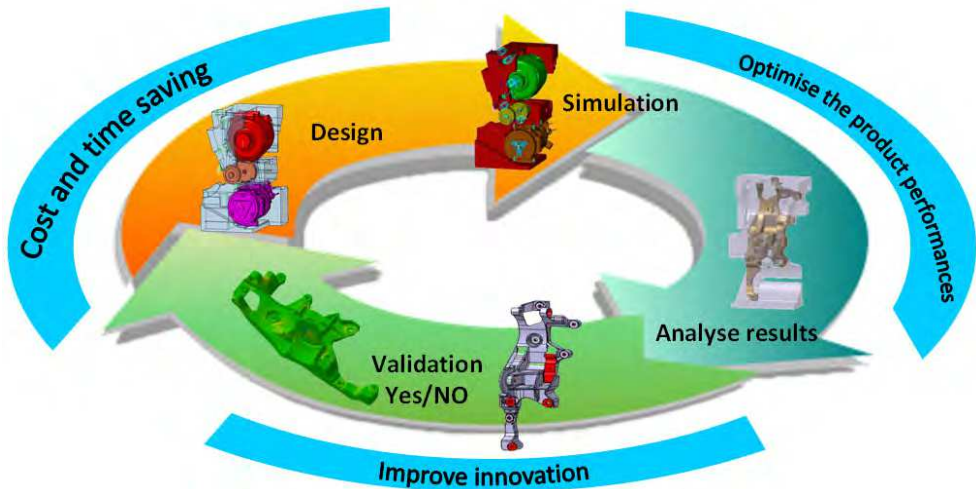 Cost and time saving
Optimise the product performances
Design
Simulation
Analyse results
Validation
Yes/NO
Improve innovation